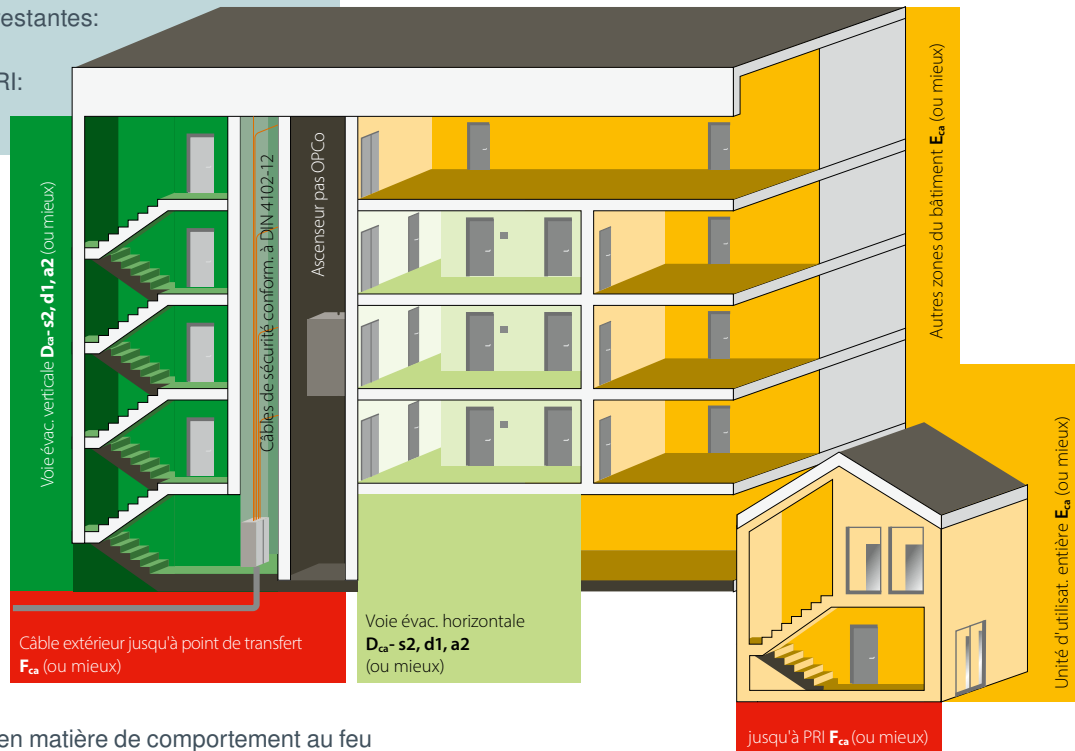 estantes:
RI:
Voie évac. verticale Dca- s2, d1, a2 (ou mieux)
Câbles de sécurité conform. à DIN 4102-12
Ascenseur pas OPCo
Autres zones du bâtiment Eca (ou mieux)
Unité d'utilisat. entière Eca (ou mieux)
Câble extérieur jusqu'à point de transfert
Fca (ou mieux)
Voie évac. horizontale
Dca- s2, d1, a2
(ou mieux)
jusqu'à PRI Fca (ou mieux)
en matière de comportement au feu